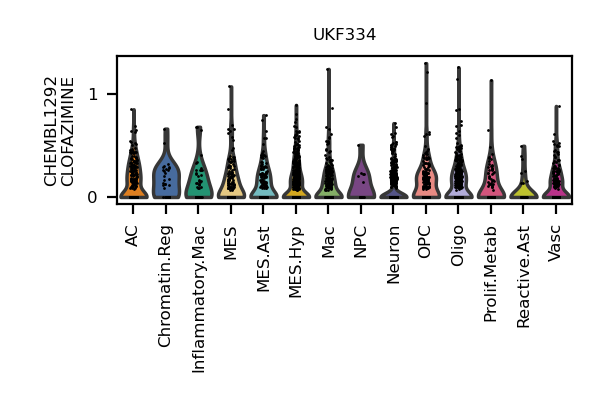 UKF334
CHEMBL1292
CLOFAZIMINE
1
0
AC
Chromatin.Reg
Inflammatory.Mac
MES
MES.Ast
MES.Hyp
Mac
NPC
Neuron
OPC
Oligo
Prolif.Metab
Reactive.Ast
Vasc